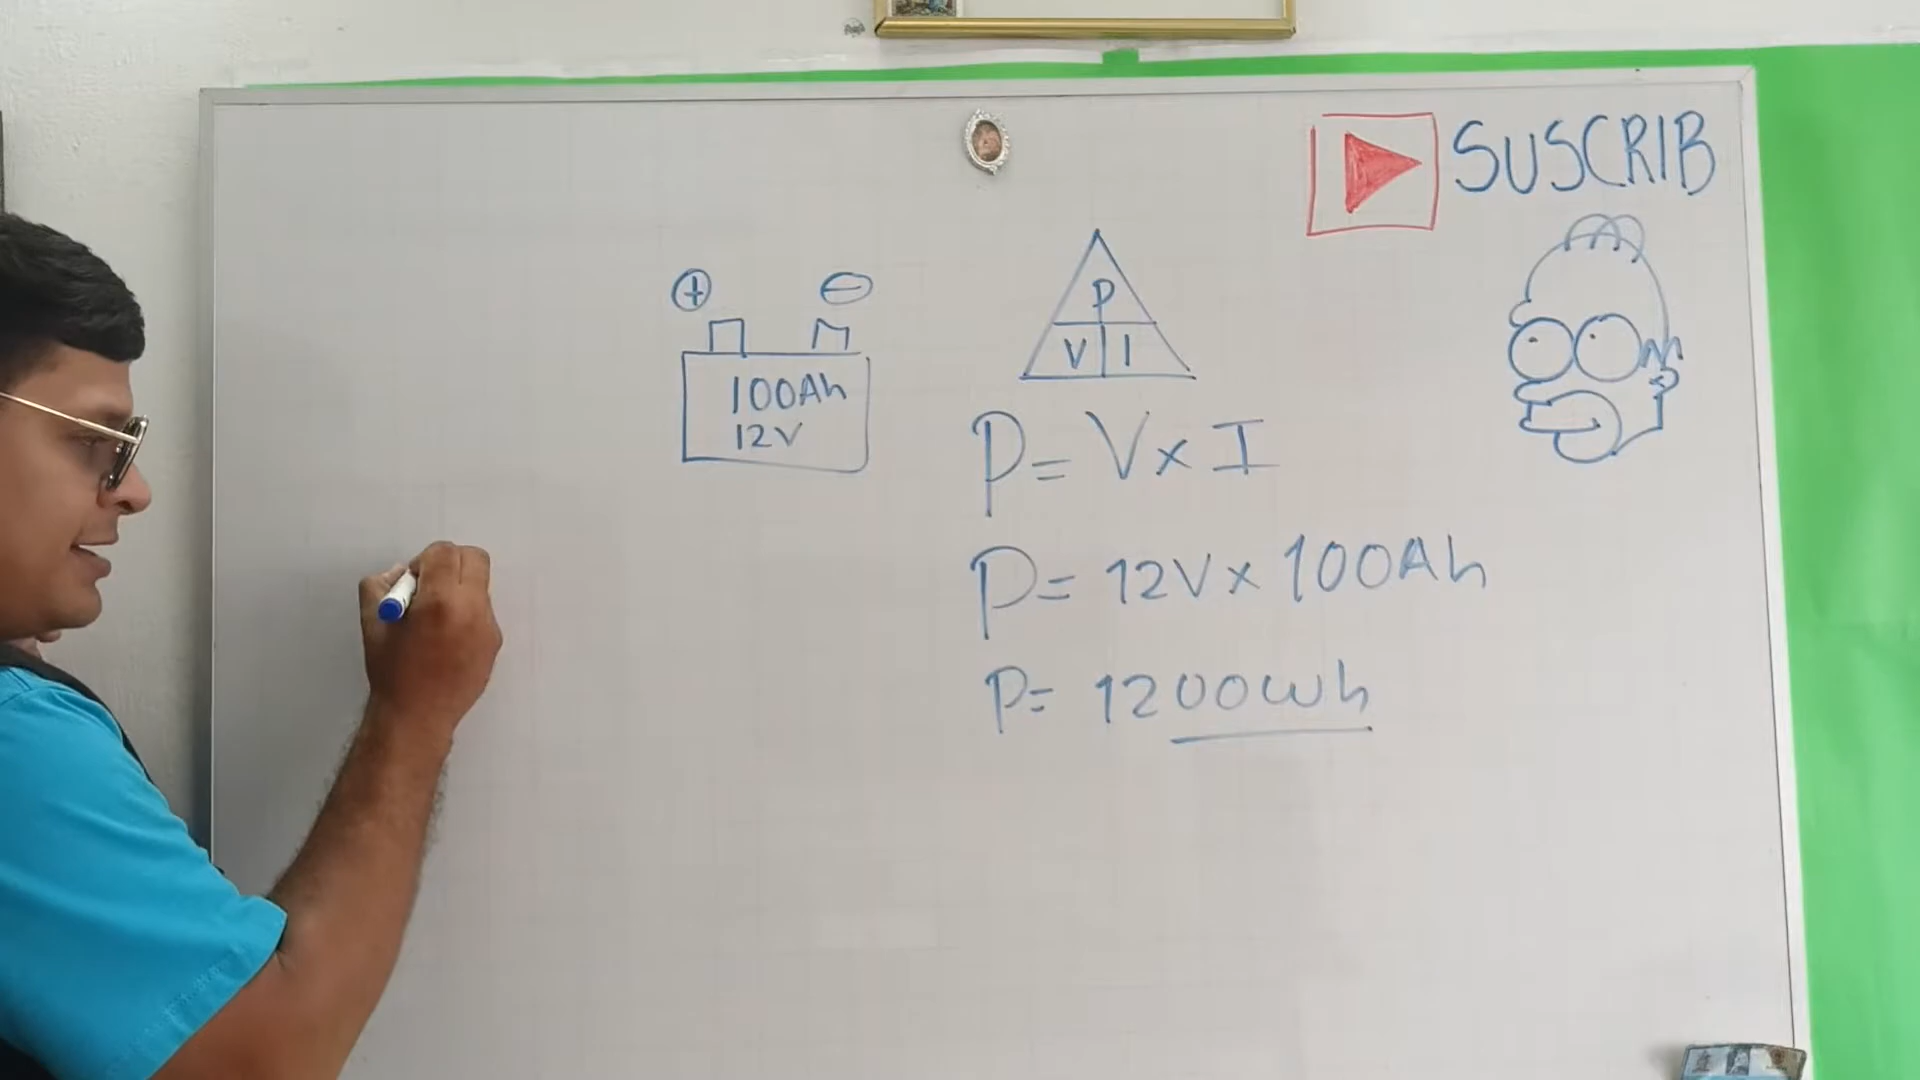 SUSCRIB
+ −
P
V I
100Ah
12V
P= V x I
P= 12V x 100Ah
P= 1200Wh